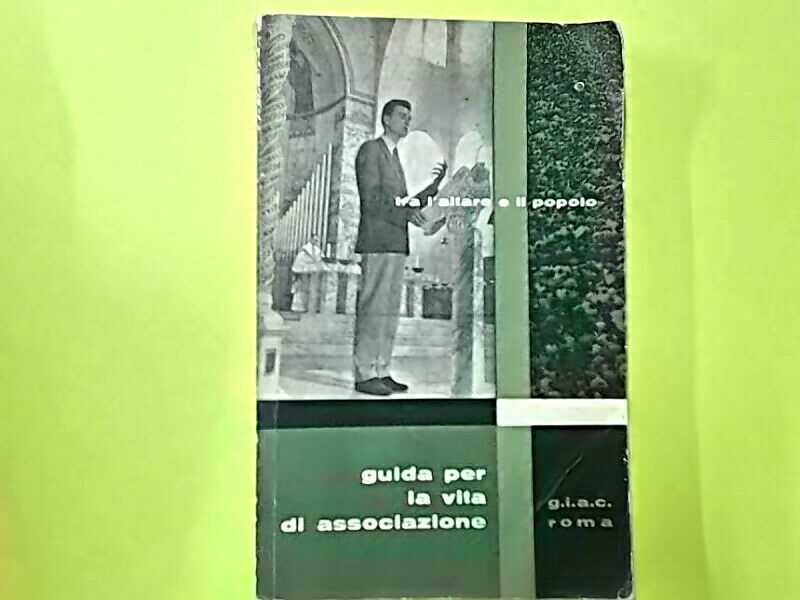 tra l'altare e il popolo
guida per
la vita
di associazione
g.i.a.c.
roma